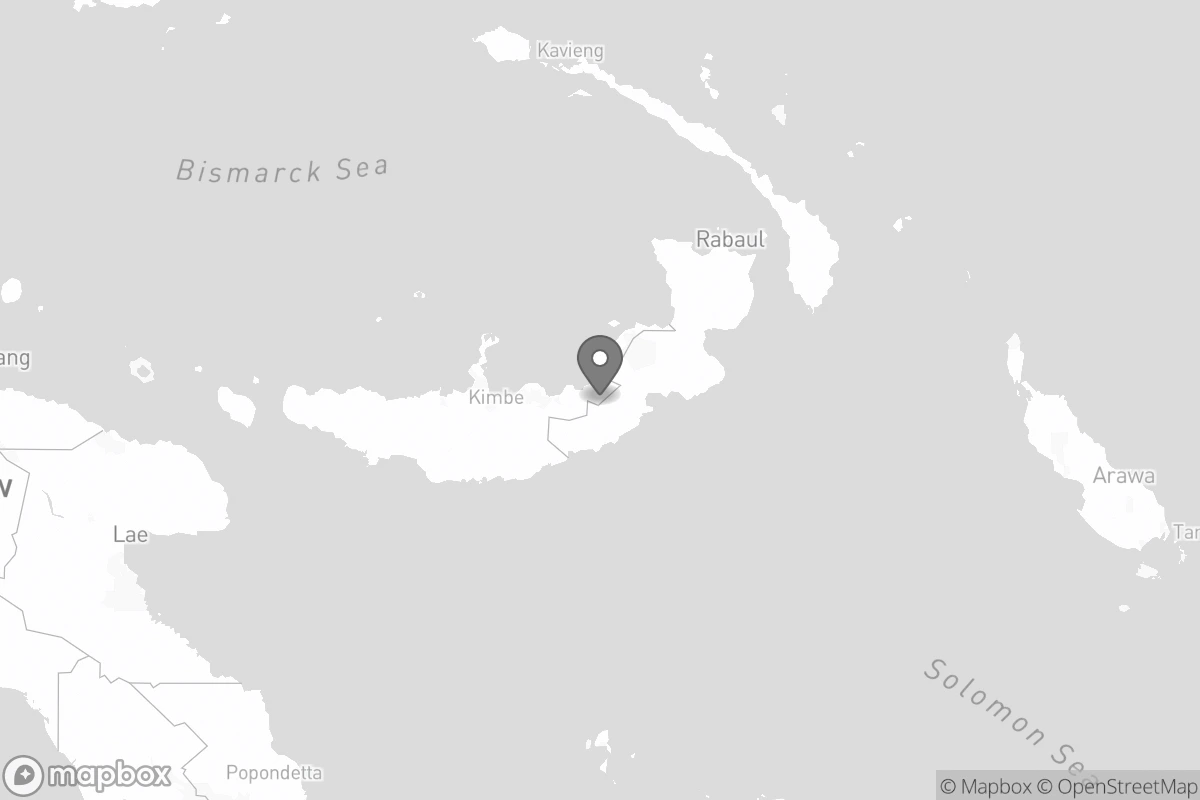 Kavieng
Bismarck Sea
Rabaul
ang
Kimbe
Arawa
W
Lae
Tar
Solomon Sea
Popondetta
mapbox
© Mapbox © OpenStreetMap